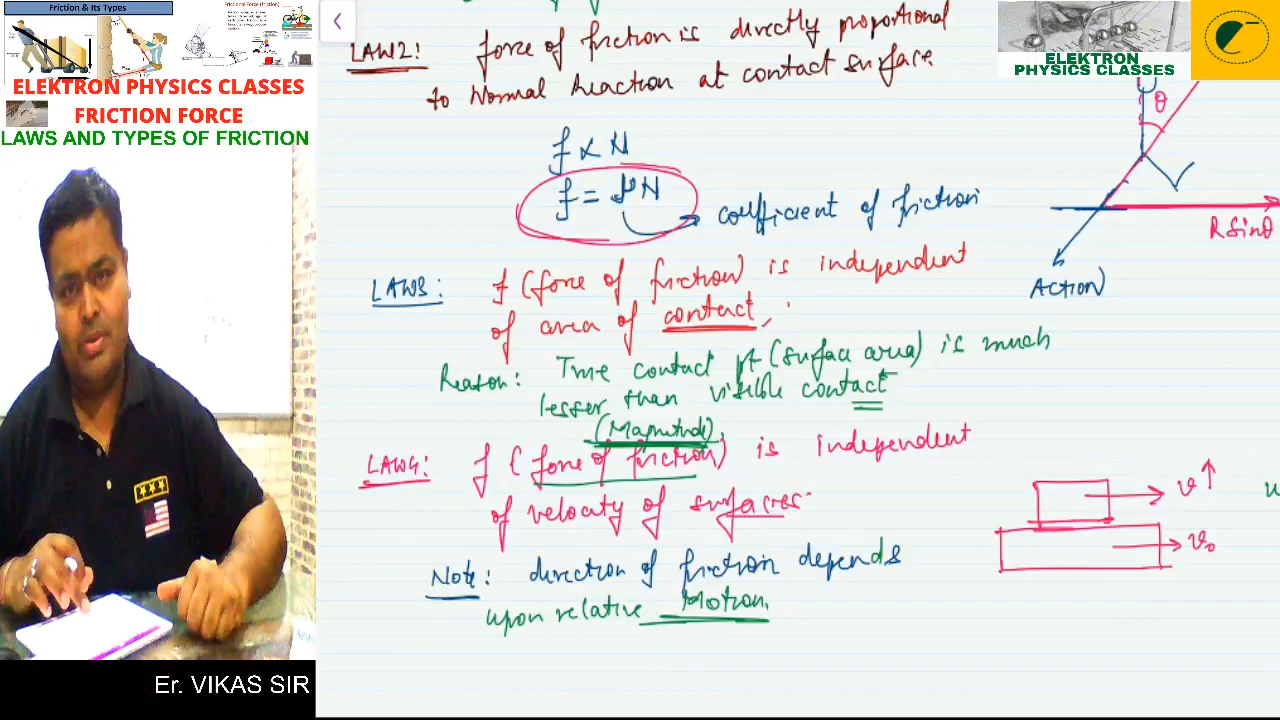 Friction & Its Types
ELEKTRON PHYSICS CLASSES
FRICTION FORCE
LAWS AND TYPES OF FRICTION
Er. VIKAS SIR
ELEKTRON
PHYSICS CLASSES
LAW2: force of friction is directly proportional
to Normal Reaction at contact surface
f ∝ N
f = μN
coefficient of friction
LAW3: f (force of friction) is independent
of area of contact.
Reason: True contact pt (surface area) is much
lesser than visible contact
(Magnitude)
LAW4: f (force of friction) is independent
of velocity of surfaces.
Note: direction of friction depends
upon relative Motion.
θ
R sinθ
Action
v ↑
v₀